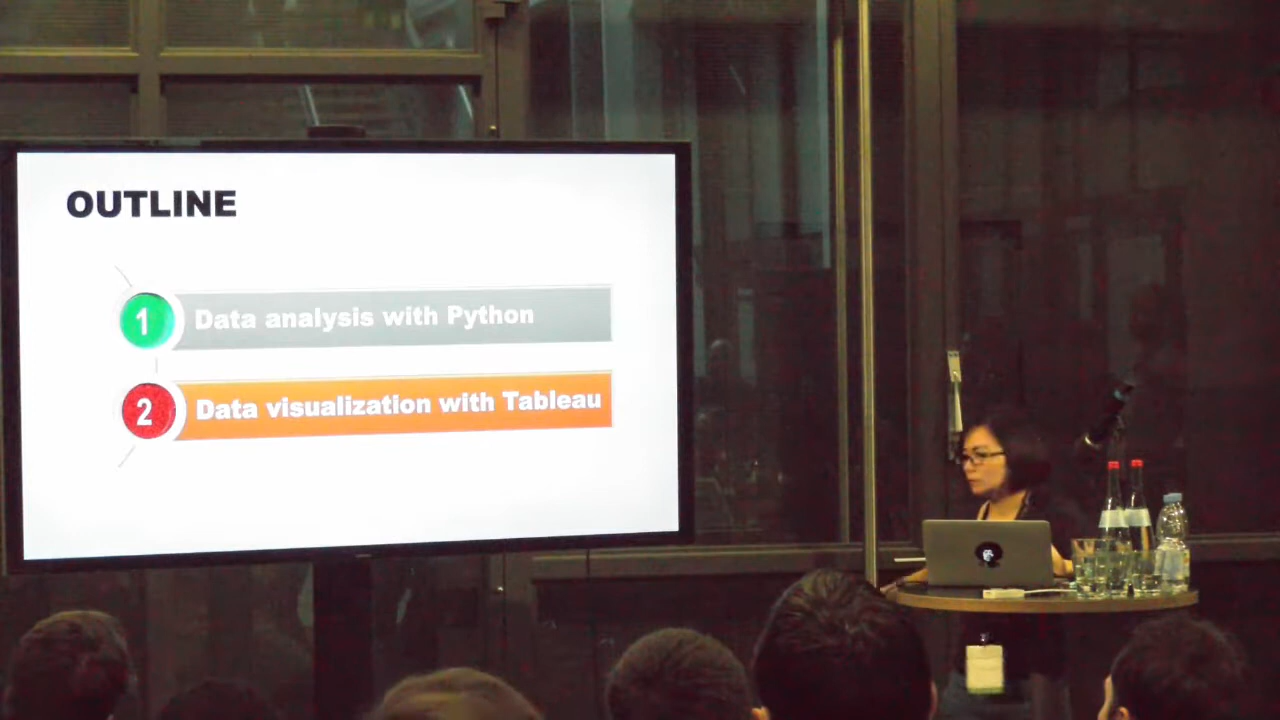 OUTLINE
1
Data analysis with Python
2
Data visualization with Tableau